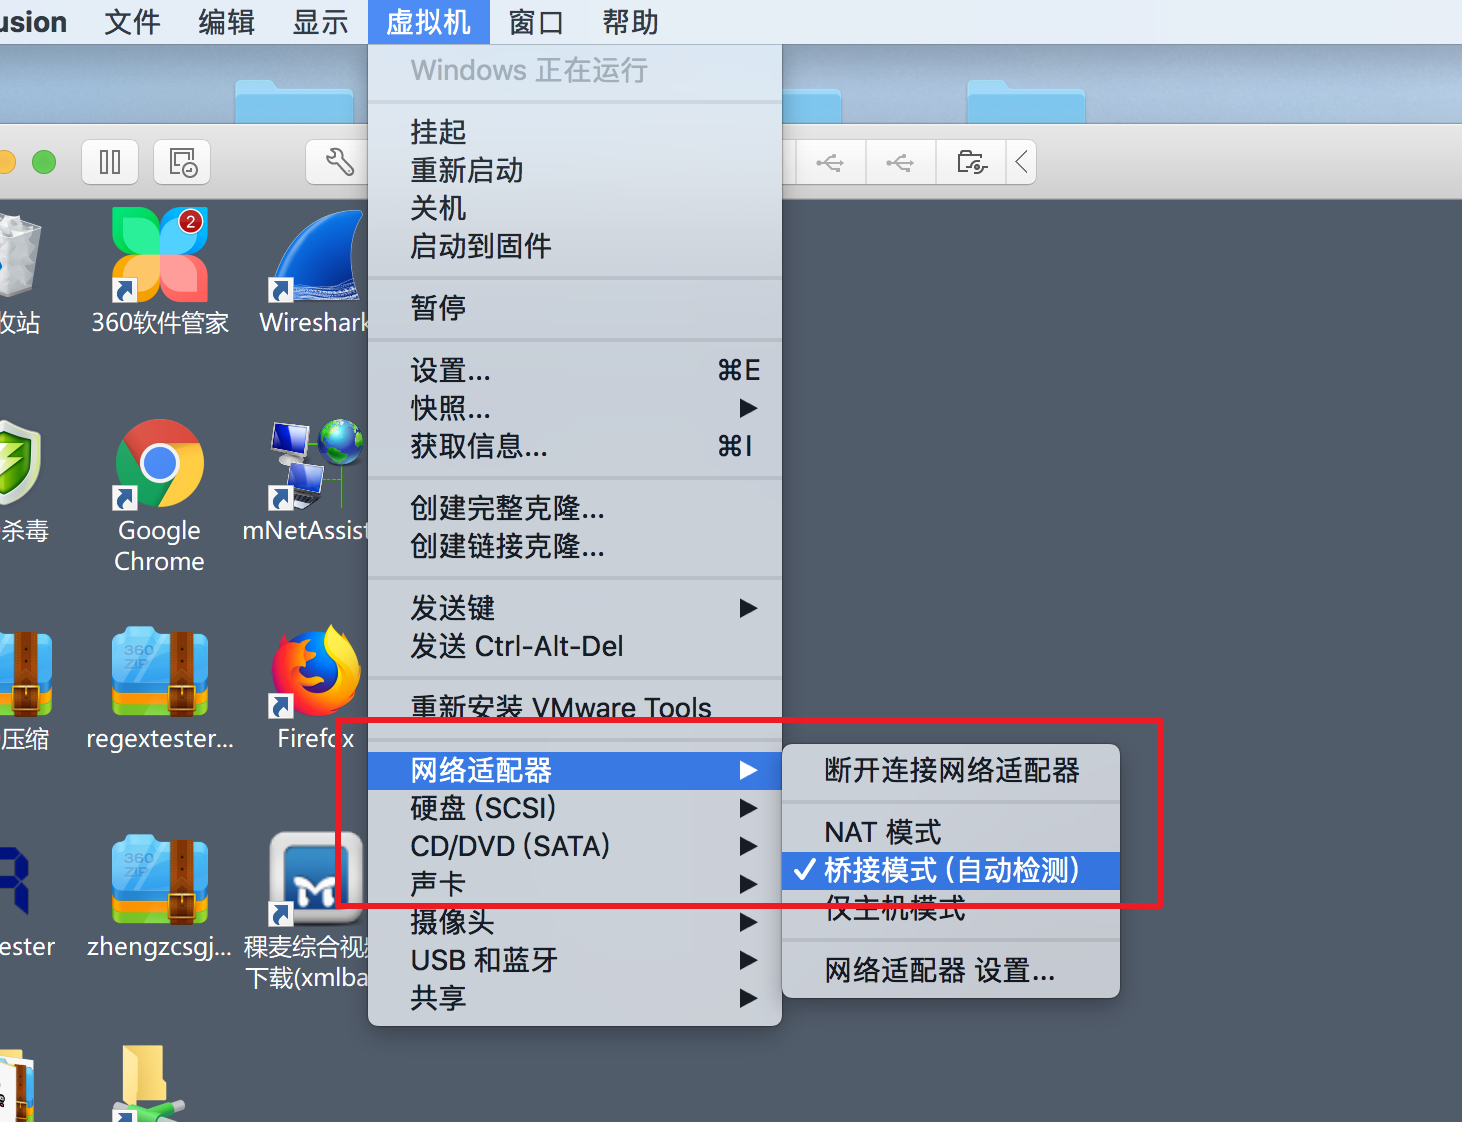 usion 文件 编辑 显示 虚拟机 窗口 帮助
Windows 正在运行
挂起
重新启动
关机
启动到固件
暂停
设置... ⌘E
快照...
获取信息... ⌘I
创建完整克隆...
创建链接克隆...
发送键
发送 Ctrl-Alt-Del
重新安装 VMware Tools
网络适配器
硬盘 (SCSI)
CD/DVD (SATA)
声卡
摄像头
USB 和蓝牙
共享
断开连接网络适配器
NAT 模式
✓ 桥接模式 (自动检测)
仅主机模式
网络适配器 设置...
2
收站
360软件管家
Wireshark
杀毒
Google
Chrome
mNetAssist
360
ZIP
压缩
regextester...
Firefox
360
ZIP
ester
zhengzcsgj...
稞麦综合视频
下载(xmlba